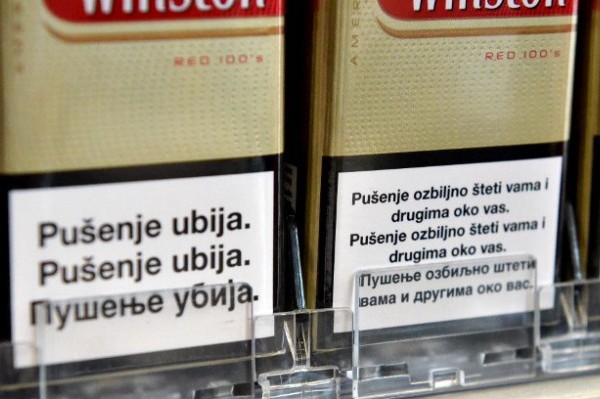 Winston
RED 100's
Pušenje ubija.
Pušenje ubija.
Пушење убија.
Winston
AMER
RED 100's
Pušenje ozbiljno šteti vama i
drugima oko vas.
Pušenje ozbiljno šteti vama i
drugima oko vas.
Пушење озбиљно штети
вама и другима око вас.